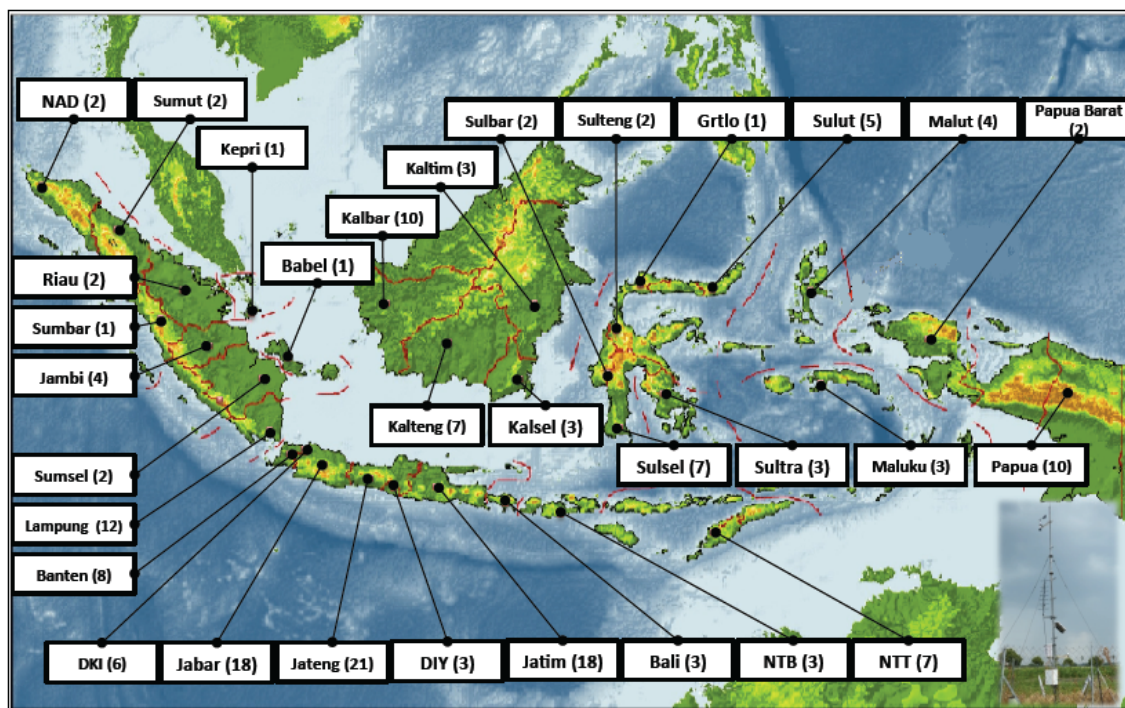 NAD (2)
Sumut (2)
Kepri (1)
Sulbar (2)
Sulteng (2)
Grtlo (1)
Sulut (5)
Malut (4)
Papua Barat
(2)
Kaltim (3)
Kalbar (10)
Babel (1)
Riau (2)
Sumbar (1)
Jambi (4)
Kalteng (7)
Kalsel (3)
Sumsel (2)
Sulsel (7)
Sultra (3)
Maluku (3)
Papua (10)
Lampung (12)
Banten (8)
DKI (6)
Jabar (18)
Jateng (21)
DIY (3)
Jatim (18)
Bali (3)
NTB (3)
NTT (7)